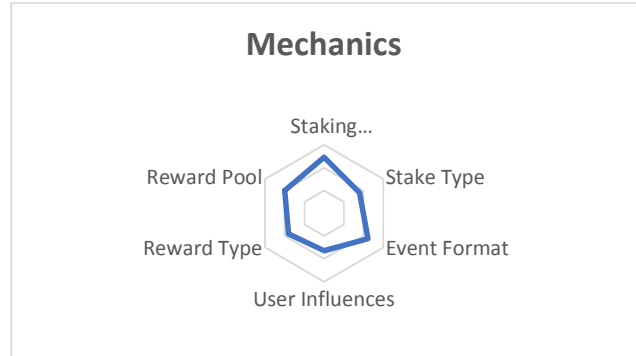 Mechanics
Staking...
Reward Pool
Stake Type
Reward Type
Event Format
User Influences